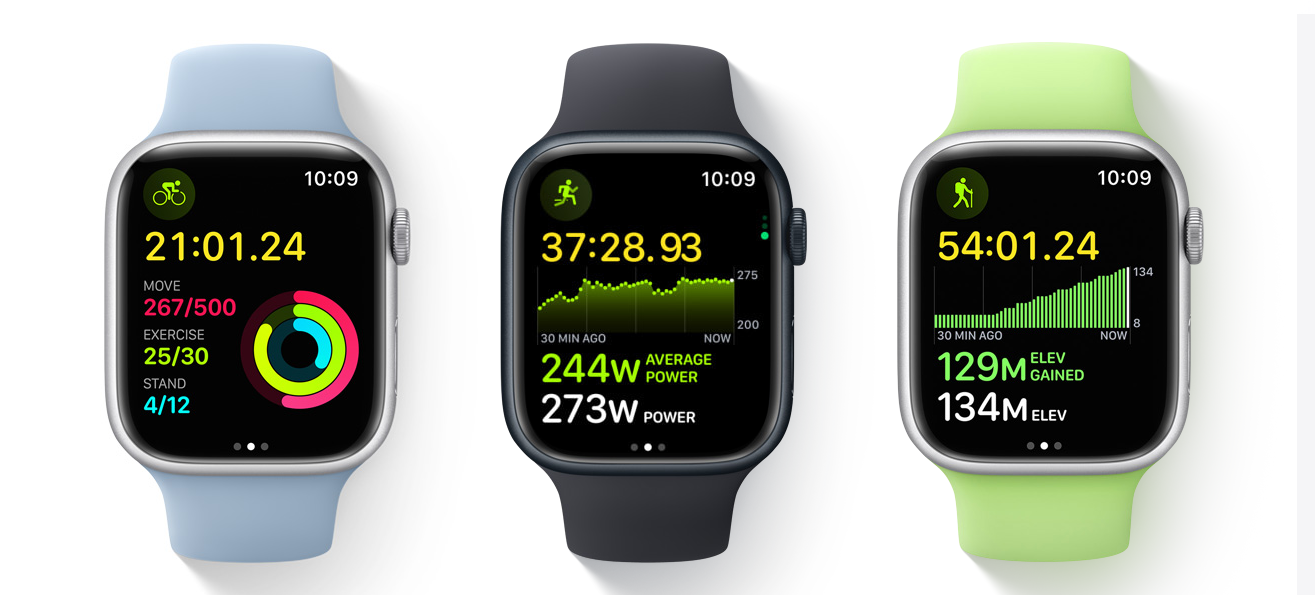 10:09
21:01.24
MOVE
267/500
EXERCISE
25/30
STAND
4/12
10:09
37:28.93
275
200
30 MIN AGO NOW
244W AVERAGE POWER
273W POWER
10:09
54:01.24
134
8
30 MIN AGO NOW
129M ELEV GAINED
134M ELEV